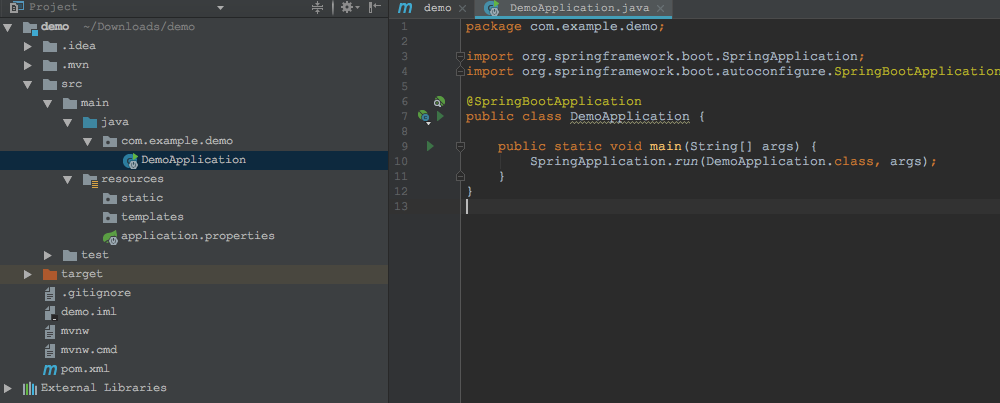 Project
demo ~/Downloads/demo
.idea
.mvn
src
main
java
com.example.demo
DemoApplication
resources
static
templates
application.properties
test
target
.gitignore
demo.iml
mvnw
mvnw.cmd
pom.xml
External Libraries
demo
DemoApplication.java
1 package com.example.demo;
2
3 import org.springframework.boot.SpringApplication;
4 import org.springframework.boot.autoconfigure.SpringBootApplication
5
6 @SpringBootApplication
7 public class DemoApplication {
8
9 public static void main(String[] args) {
10 SpringApplication.run(DemoApplication.class, args);
11 }
12 }
13